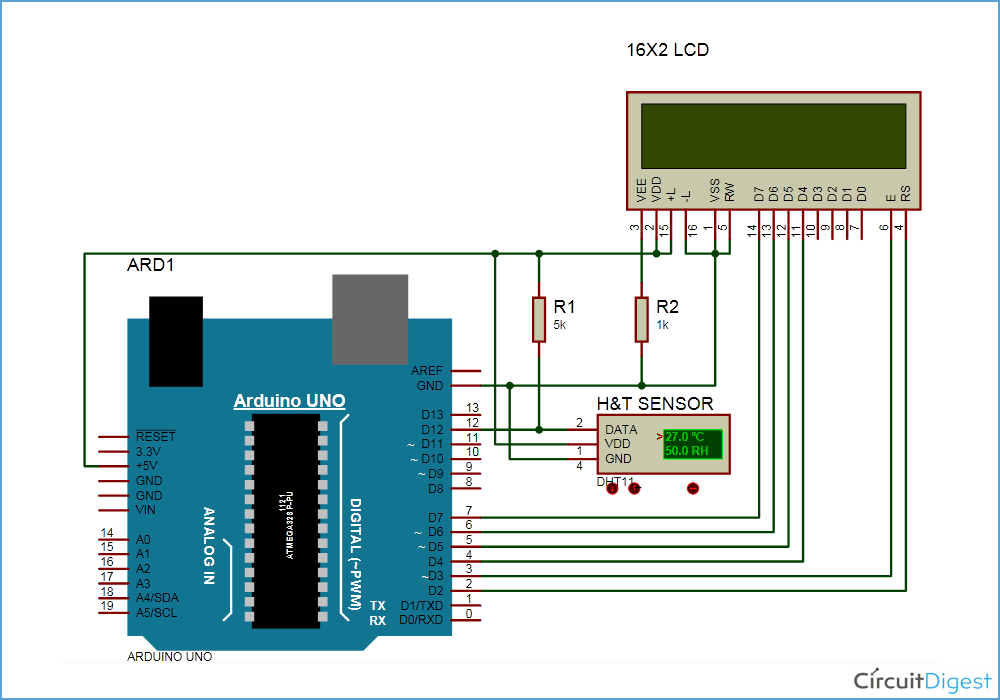 16X2 LCD
VEE VDD +L -L VSS RW D7 D6 D5 D4 D3 D2 D1 D0 E RS
3 2 15 16 1 5 14 13 12 11 10 9 8 7 6 4
ARD1
R1
5k
R2
1k
Arduino UNO
AREF
GND
D13 13
D12 12
~ D11 11
~ D10 10
~ D9 9
D8 8
D7 7
~ D6 6
~ D5 5
D4 4
~D3 3
D2 2
TX D1/TXD 1
RX D0/RXD 0
RESET
3.3V
+5V
GND
GND
VIN
14 A0
15 A1
16 A2
17 A3
18 A4/SDA
19 A5/SCL
ANALOG IN
1121
ATMEGA328P-PU
DIGITAL (~PWM)
ARDUINO UNO
H&T SENSOR
2 DATA
1 VDD
4 GND
>27.0 °C
50.0 RH
DHT11
CircuitDigest